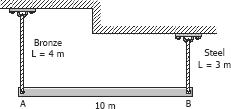 Bronze
L = 4 m
Steel
L = 3 m
A
10 m
B